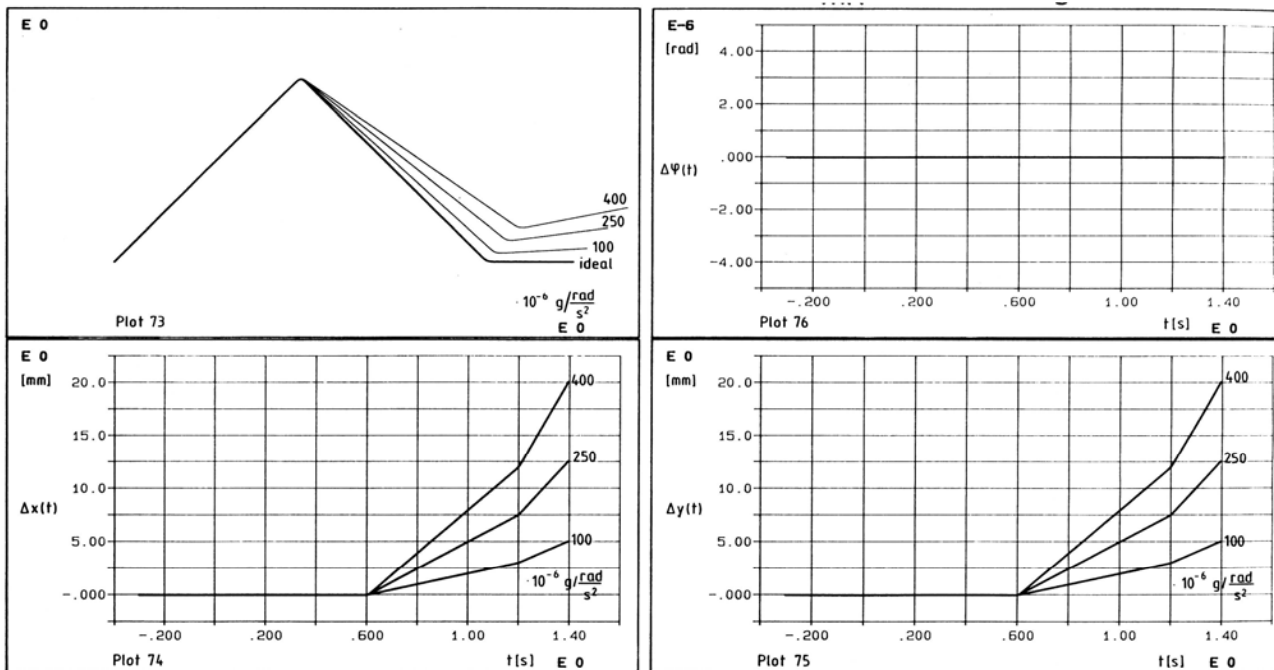 E 0
400
250
100
ideal
· 10⁻⁶ g/rad/s²
Plot 73
E 0
E-6
[rad]
4.00
2.00
.000
Δψ(t)
-2.00
-4.00
-.200 .200 .600 1.00 1.40
Plot 76 t[s] E 0
E 0
[mm]
20.0
400
15.0
250
10.0
Δx(t)
5.00
100
· 10⁻⁶ g/rad/s²
-.000
-.200 .200 .600 1.00 1.40
Plot 74 t[s] E 0
E 0
[mm]
20.0
400
15.0
250
10.0
Δy(t)
5.00
100
· 10⁻⁶ g/rad/s²
-.000
-.200 .200 .600 1.00 1.40
Plot 75 t[s] E 0